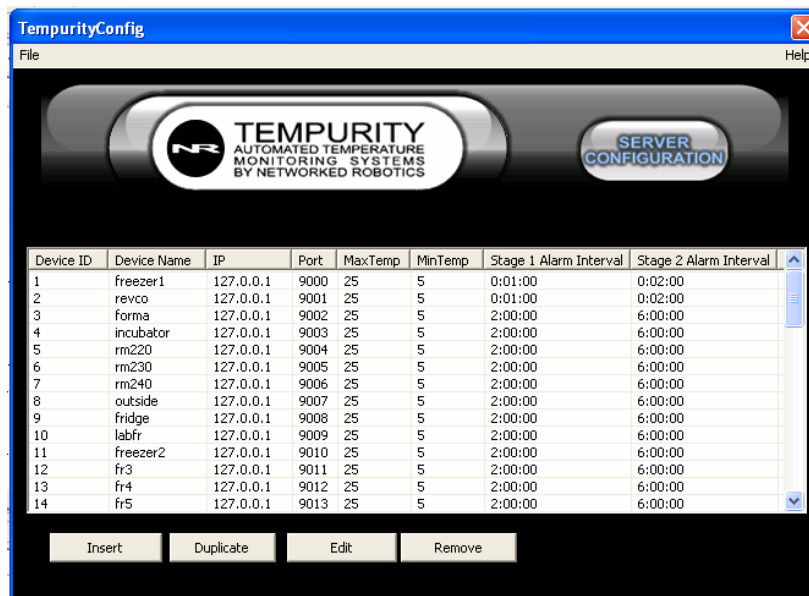 TempurityConfig
File Help
NR TEMPURITY
AUTOMATED TEMPERATURE
MONITORING SYSTEMS
BY NETWORKED ROBOTICS
SERVER
CONFIGURATION
Device ID Device Name IP Port MaxTemp MinTemp Stage 1 Alarm Interval Stage 2 Alarm Interval
1 freezer1 127.0.0.1 9000 25 5 0:01:00 0:02:00
2 revco 127.0.0.1 9001 25 5 0:01:00 0:02:00
3 forma 127.0.0.1 9002 25 5 2:00:00 6:00:00
4 incubator 127.0.0.1 9003 25 5 2:00:00 6:00:00
5 rm220 127.0.0.1 9004 25 5 2:00:00 6:00:00
6 rm230 127.0.0.1 9005 25 5 2:00:00 6:00:00
7 rm240 127.0.0.1 9006 25 5 2:00:00 6:00:00
8 outside 127.0.0.1 9007 25 5 2:00:00 6:00:00
9 fridge 127.0.0.1 9008 25 5 2:00:00 6:00:00
10 labfr 127.0.0.1 9009 25 5 2:00:00 6:00:00
11 freezer2 127.0.0.1 9010 25 5 2:00:00 6:00:00
12 fr3 127.0.0.1 9011 25 5 2:00:00 6:00:00
13 fr4 127.0.0.1 9012 25 5 2:00:00 6:00:00
14 fr5 127.0.0.1 9013 25 5 2:00:00 6:00:00
Insert Duplicate Edit Remove